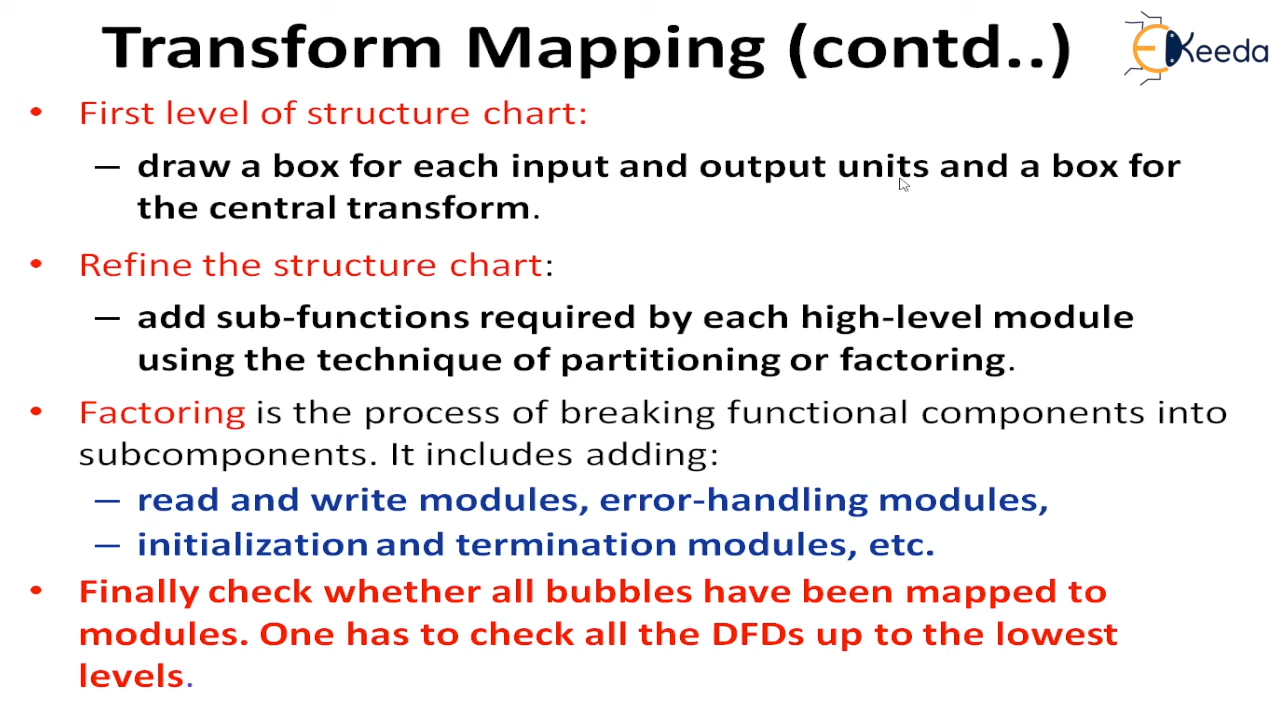 Transform Mapping (contd..)
EKeeda
• First level of structure chart:
– draw a box for each input and output units and a box for
the central transform.
• Refine the structure chart:
– add sub-functions required by each high-level module
using the technique of partitioning or factoring.
• Factoring is the process of breaking functional components into
subcomponents. It includes adding:
– read and write modules, error-handling modules,
– initialization and termination modules, etc.
• Finally check whether all bubbles have been mapped to
modules. One has to check all the DFDs up to the lowest
levels.